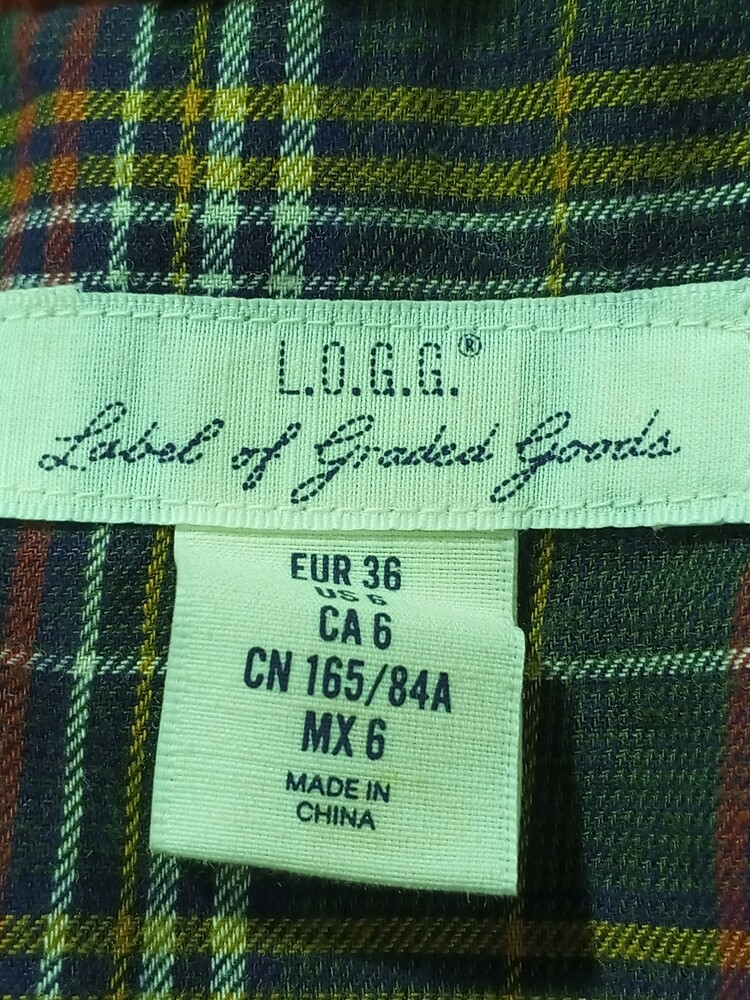 L.O.G.G.®
Label of Graded Goods
EUR 36
US 6
CA 6
CN 165/84A
MX 6
MADE IN
CHINA